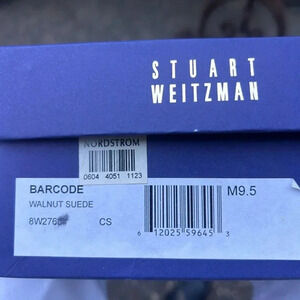 STUART
WEITZMAN
NORDSTROM
0604 4051 1123
BARCODE
M9.5
WALNUT SUEDE
CS
6 12025 59645 3